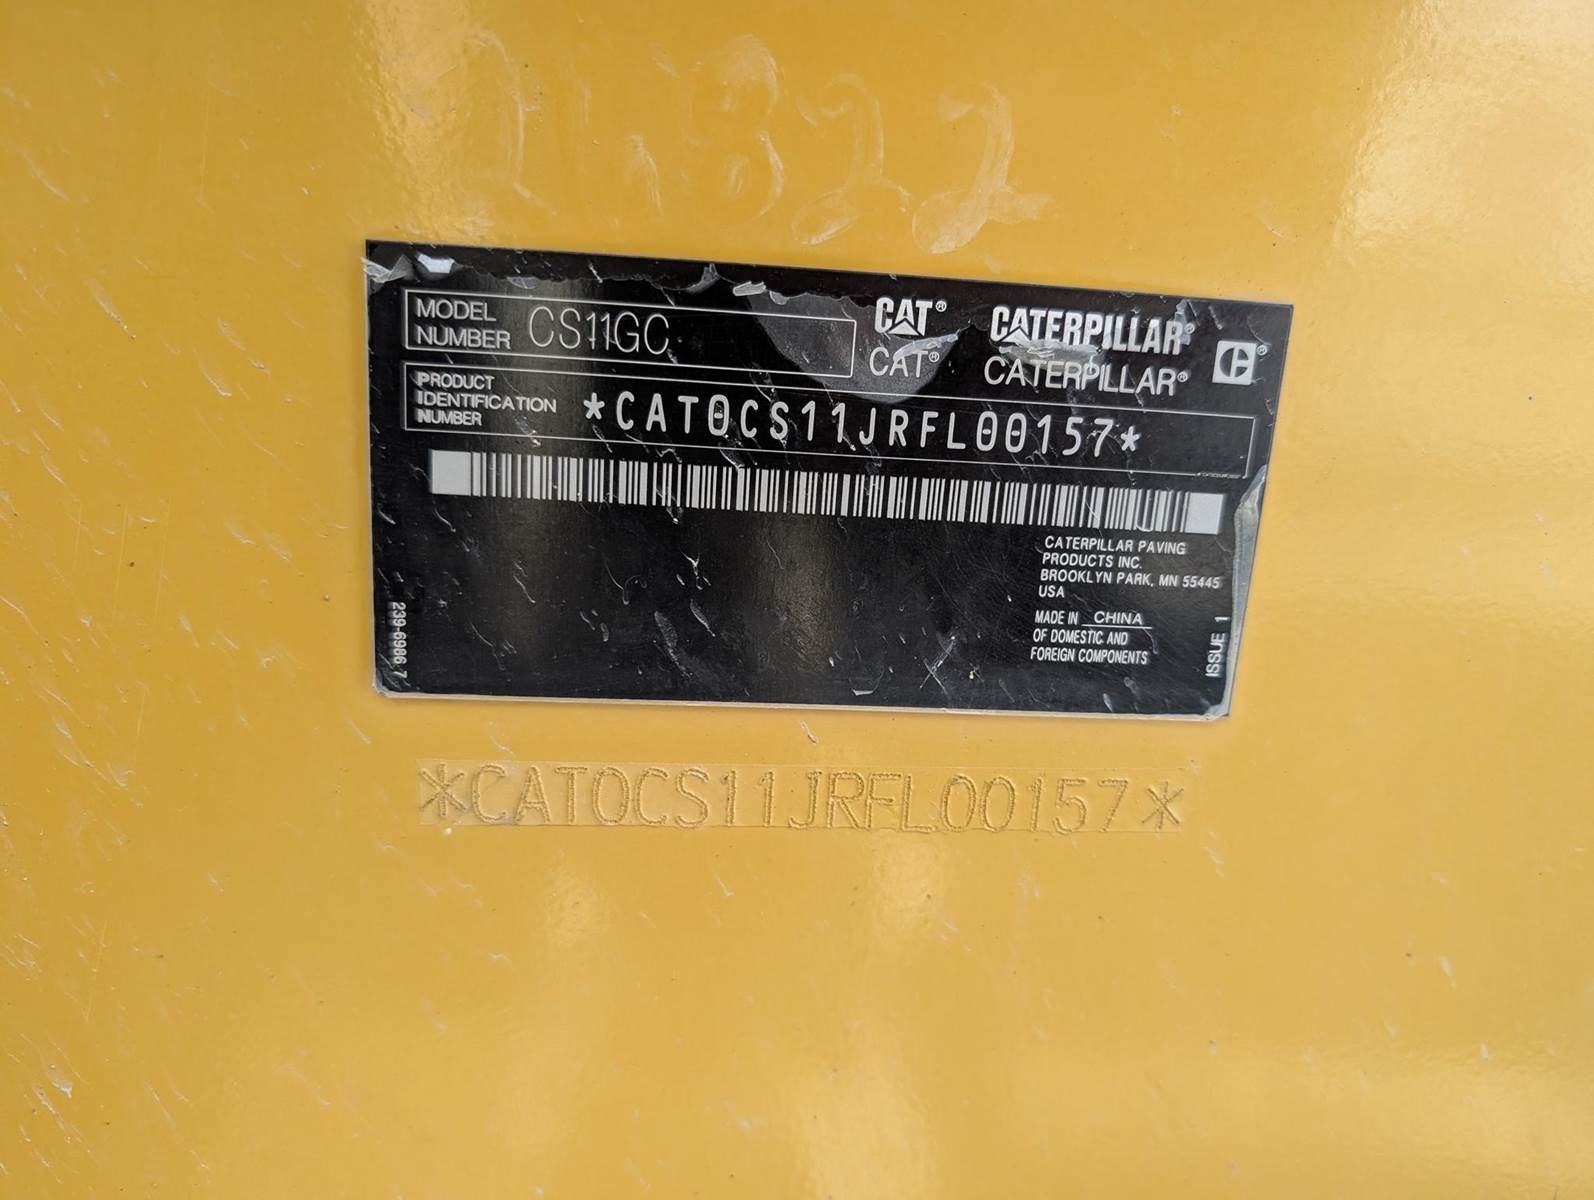 MODEL NUMBER CS11GC
CAT® CATERPILLAR®
CAT® CATERPILLAR®
PRODUCT IDENTIFICATION NUMBER *CAT0CS11JRFL00157*
CATERPILLAR PAVING
PRODUCTS INC.
BROOKLYN PARK, MN 55445
USA
MADE IN CHINA
OF DOMESTIC AND
FOREIGN COMPONENTS
239-6986 7
ISSUE 1
*CAT0CS11JRFL00157*